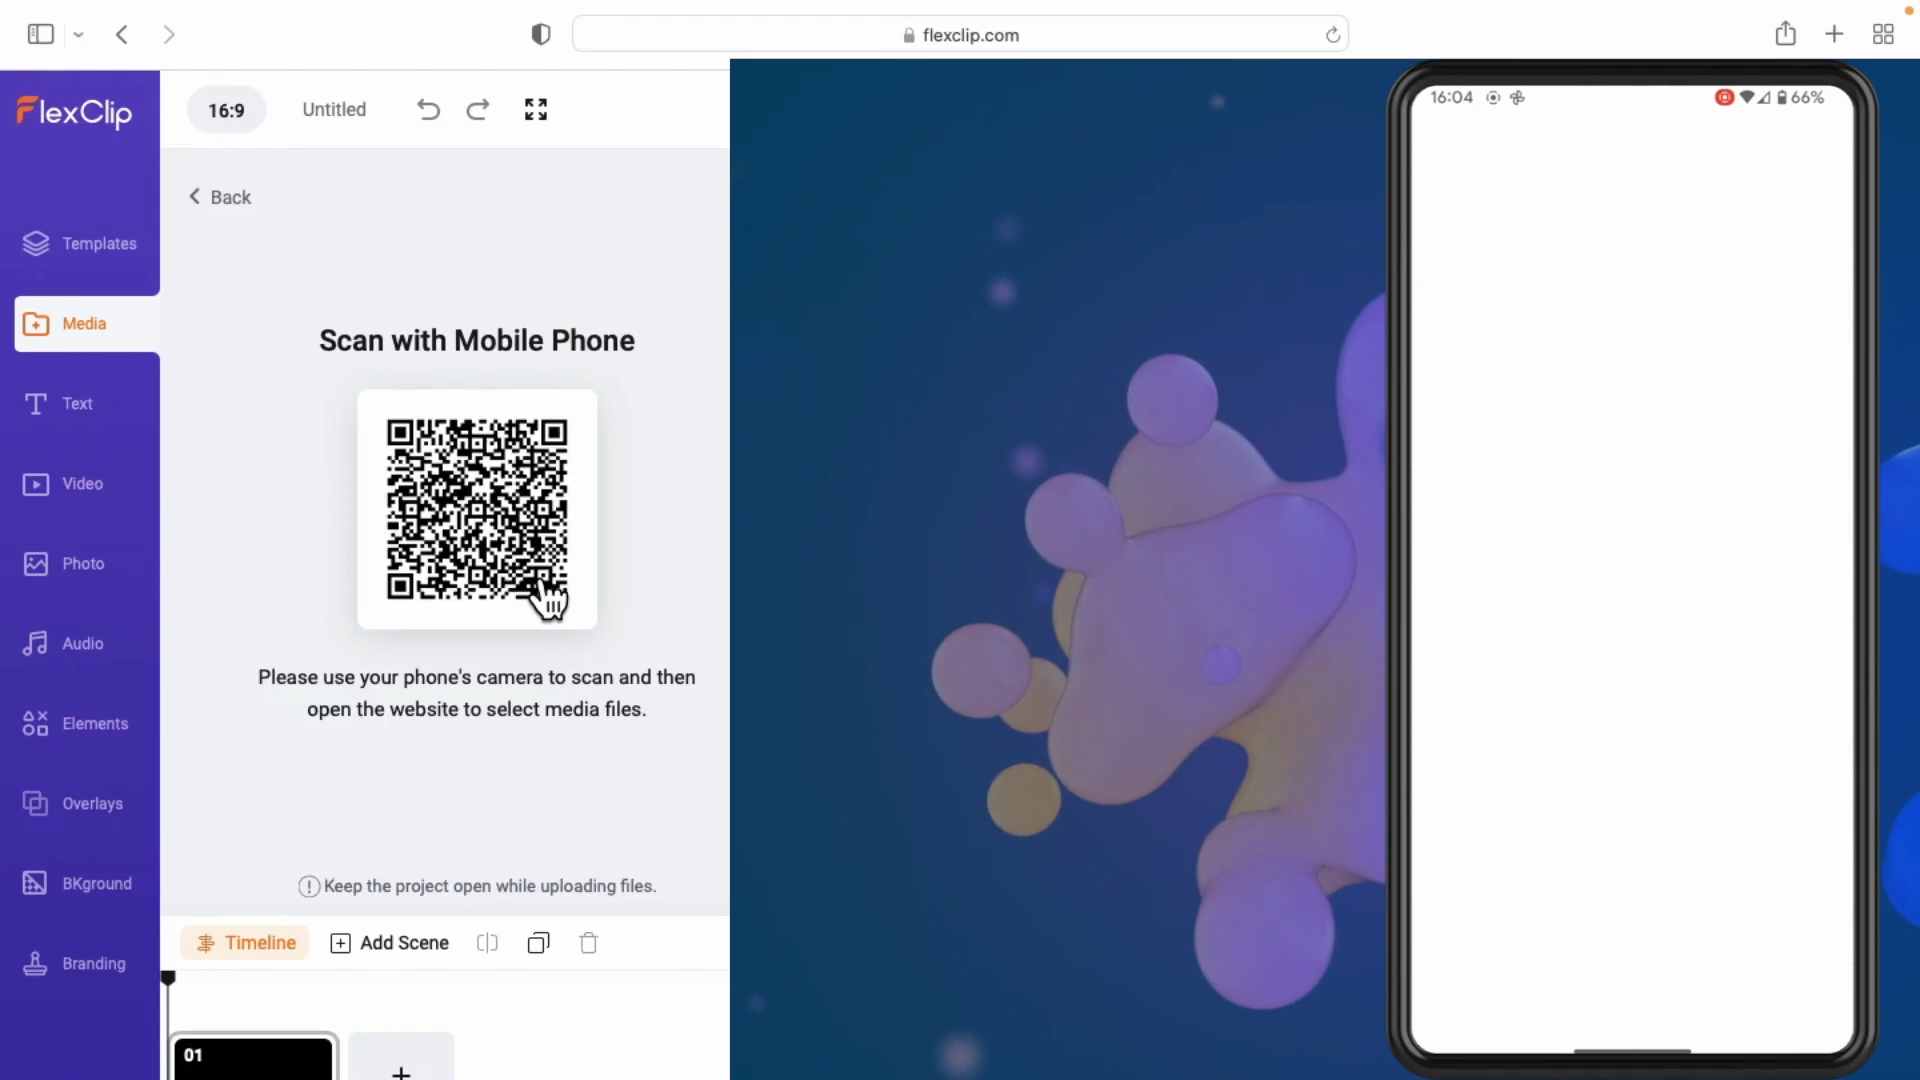 flexclip.com
FlexClip
16:9
Untitled
16:04
66%
Back
Templates
Media
Text
Video
Photo
Audio
Elements
Overlays
BKground
Branding
Scan with Mobile Phone
Please use your phone's camera to scan and then
open the website to select media files.
Keep the project open while uploading files.
Timeline
Add Scene
01